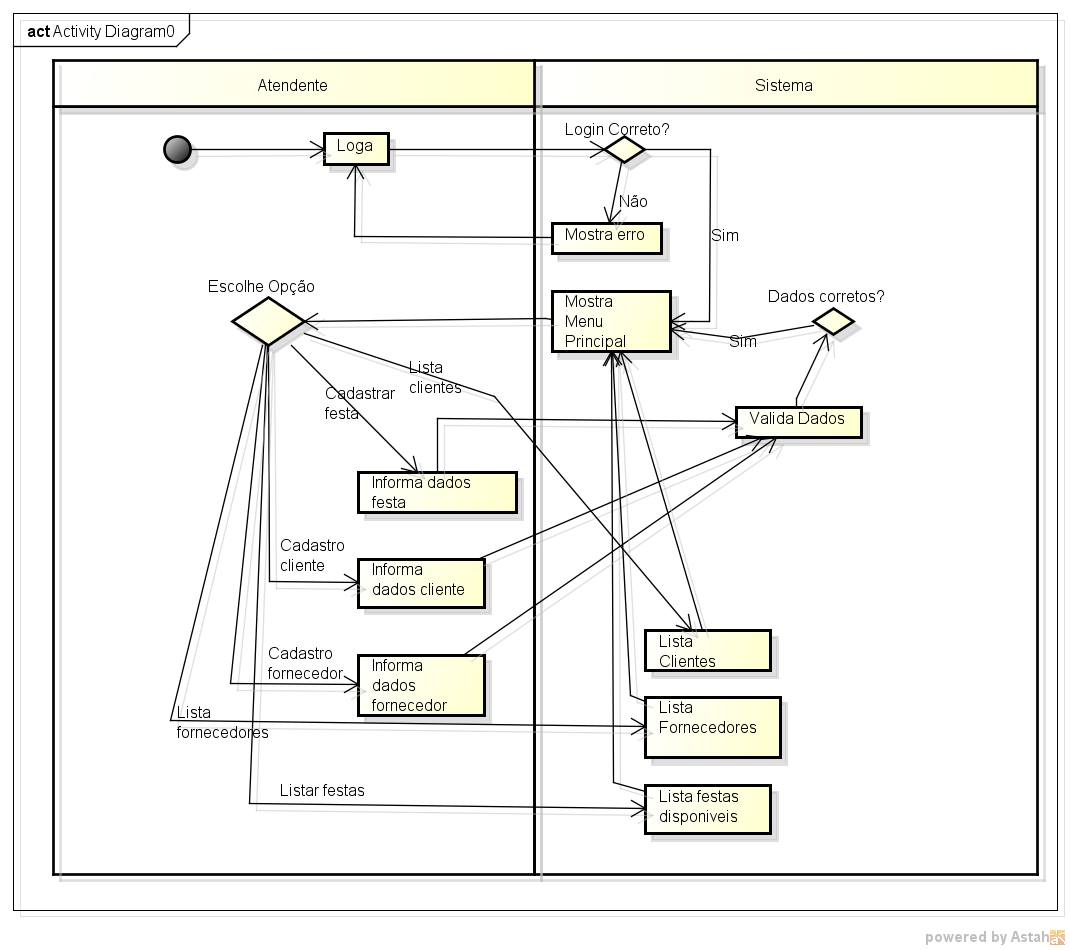 act Activity Diagram0
Atendente
Sistema
Login Correto?
Loga
Não
Mostra erro
Sim
Escolhe Opção
Mostra
Menu
Principal
Dados corretos?
Sim
Lista
clientes
Cadastrar
festa
Valida Dados
Informa dados
festa
Cadastro
cliente
Informa
dados cliente
Cadastro
fornecedor
Informa
dados
fornecedor
Lista
Clientes
Lista
fornecedores
Lista
Fornecedores
Listar festas
Lista festas
disponiveis
powered by Astah